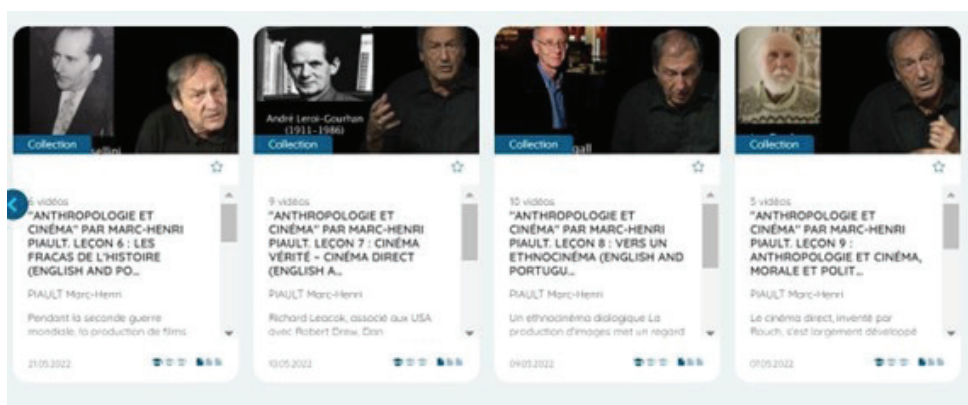 sellini
Collection
6 vidéos
"ANTHROPOLOGIE ET
CINÉMA" PAR MARC-HENRI
PIAULT. LEÇON 6 : LES
FRACAS DE L'HISTOIRE
(ENGLISH AND PO...
PIAULT Marc-Henri
Pendant la seconde guerre
mondiale, la production de films
21.05.2022
André Leroi-Gourhan
(1911-1986)
Collection
9 vidéos
"ANTHROPOLOGIE ET
CINÉMA" PAR MARC-HENRI
PIAULT. LEÇON 7 : CINÉMA
VÉRITÉ - CINÉMA DIRECT
(ENGLISH A...
PIAULT Marc-Henri
Richard Leacok, associé aux USA
avec Robert Drew, Don
10.05.2022
gall
Collection
10 vidéos
"ANTHROPOLOGIE ET
CINÉMA" PAR MARC-HENRI
PIAULT. LEÇON 8 : VERS UN
ETHNOCINÉMA (ENGLISH AND
PORTUGU...
PIAULT Marc-Henri
Un ethnocinéma dialogique La
production d'images met un regard
09.05.2022
Collection
5 vidéos
"ANTHROPOLOGIE ET
CINÉMA" PAR MARC-HENRI
PIAULT. LEÇON 9 :
ANTHROPOLOGIE ET CINÉMA,
MORALE ET POLIT...
PIAULT Marc-Henri
Le cinéma direct, inventé par
Rouch, s'est largement développé
07.05.2022